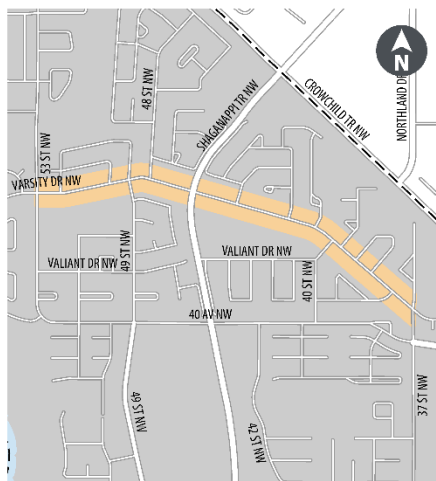 N
48 ST NW
SHAGANAPPI TR NW
CROWCHILD TR NW
NORTHLAND DR
53 ST NW
VARSITY DR NW
VALIANT DR NW
49 ST NW
VALIANT DR NW
40 ST NW
40 AV NW
49 ST NW
42 ST NW
37 ST NW